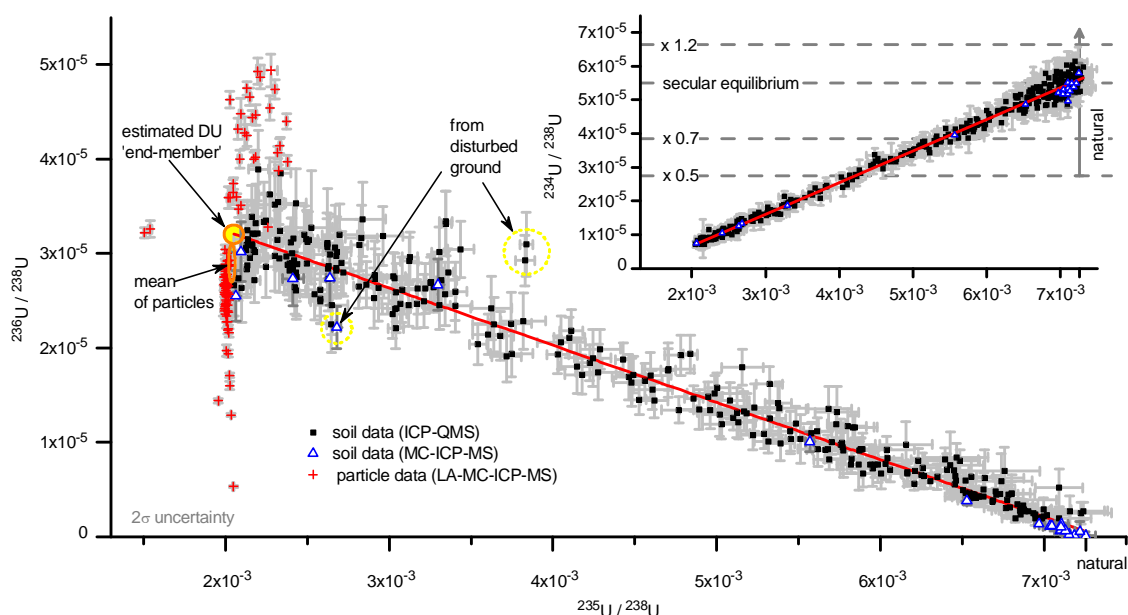 5x10⁻⁵
4x10⁻⁵
3x10⁻⁵
2x10⁻⁵
1x10⁻⁵
0
²³⁶U / ²³⁸U
estimated DU
'end-member'
mean
of particles
from
disturbed
ground
soil data (ICP-QMS)
soil data (MC-ICP-MS)
particle data (LA-MC-ICP-MS)
2σ uncertainty
2x10⁻³
3x10⁻³
4x10⁻³
5x10⁻³
6x10⁻³
7x10⁻³
natural
²³⁵U / ²³⁸U
7x10⁻⁵
6x10⁻⁵
5x10⁻⁵
4x10⁻⁵
3x10⁻⁵
2x10⁻⁵
1x10⁻⁵
0
²³⁴U / ²³⁸U
x 1.2
secular equilibrium
x 0.7
x 0.5
natural
2x10⁻³
3x10⁻³
4x10⁻³
5x10⁻³
6x10⁻³
7x10⁻³